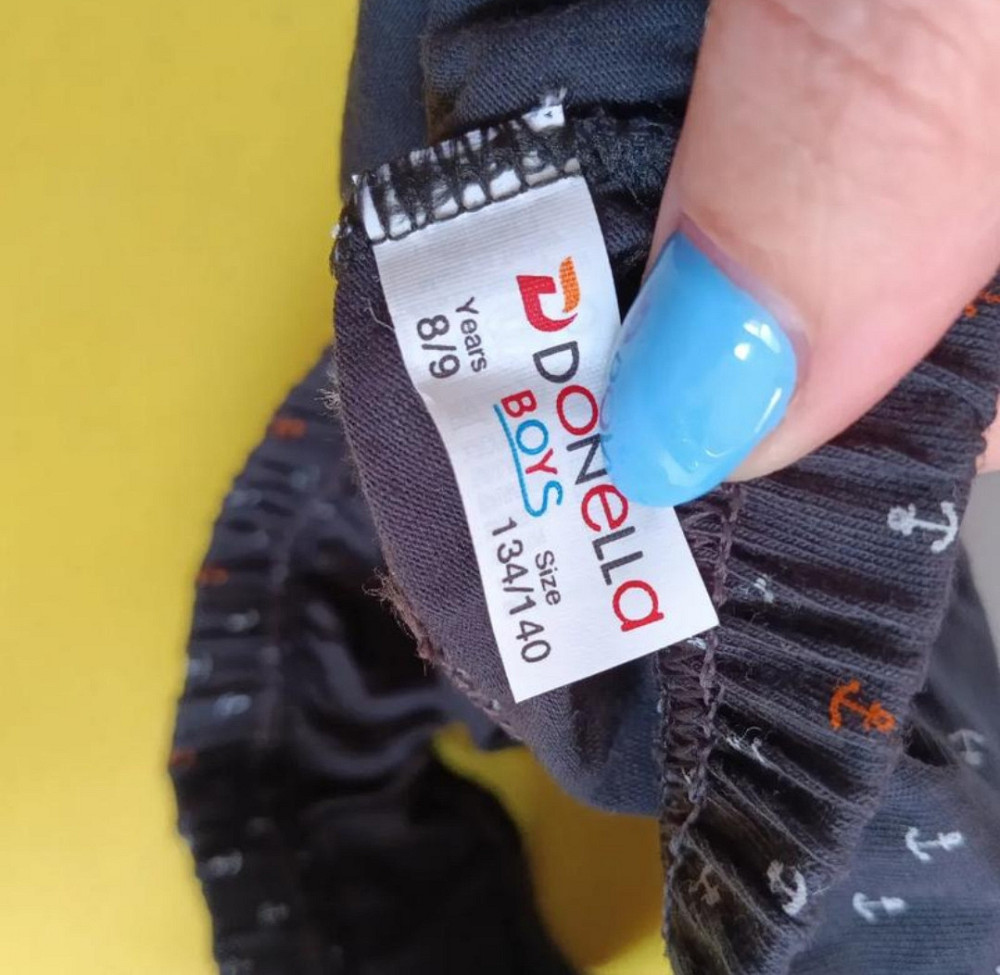 DONeLLa
BOYS
Years
8/9
Size
134/140